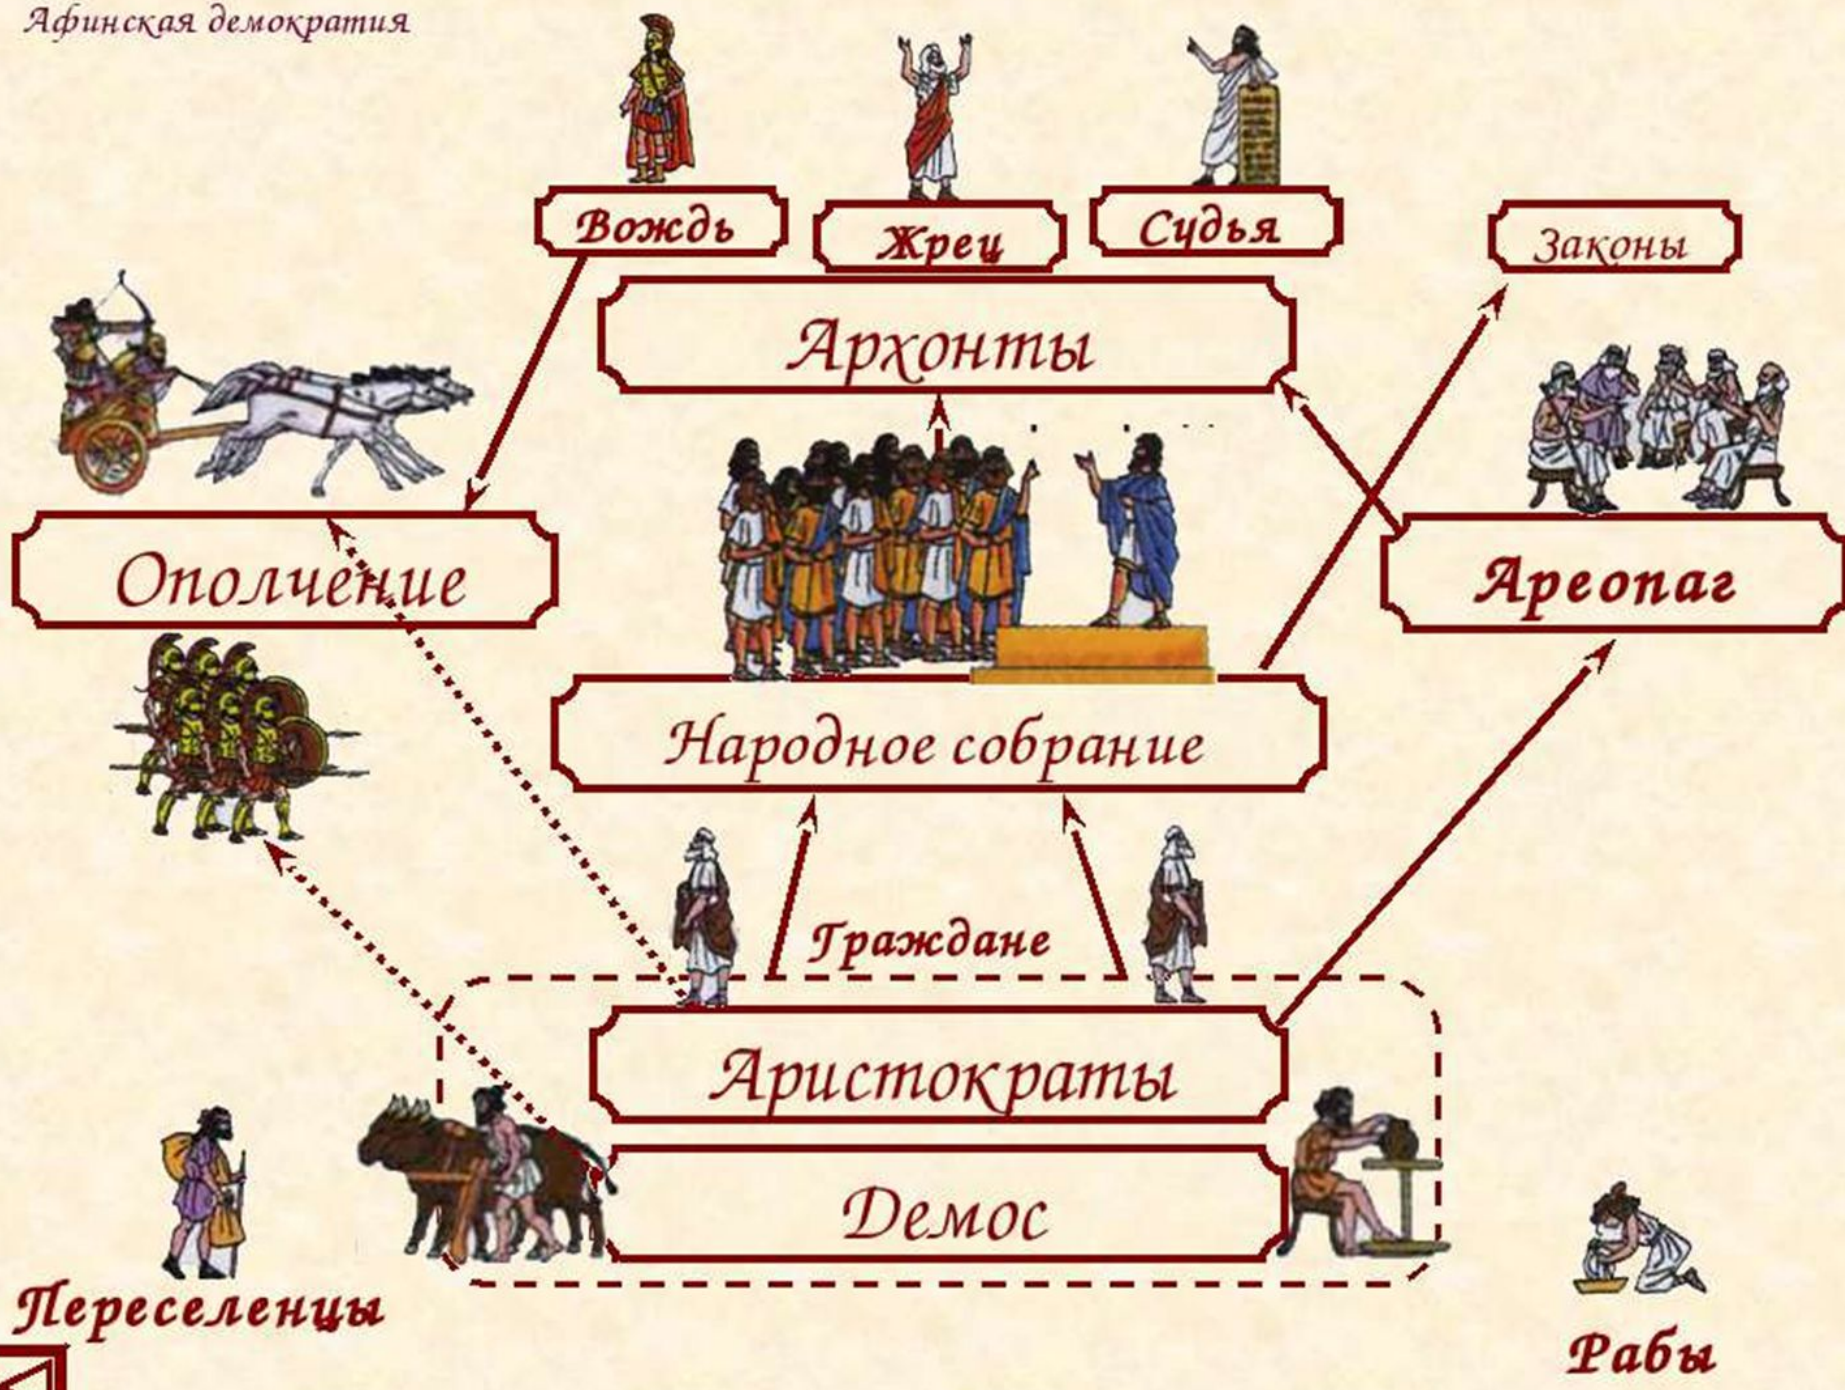 Афинская демократия
Вождь
Жрец
Судья
Законы
Архонты
Ополчение
Ареопаг
Народное собрание
Граждане
Аристократы
Демос
Переселенцы
Рабы